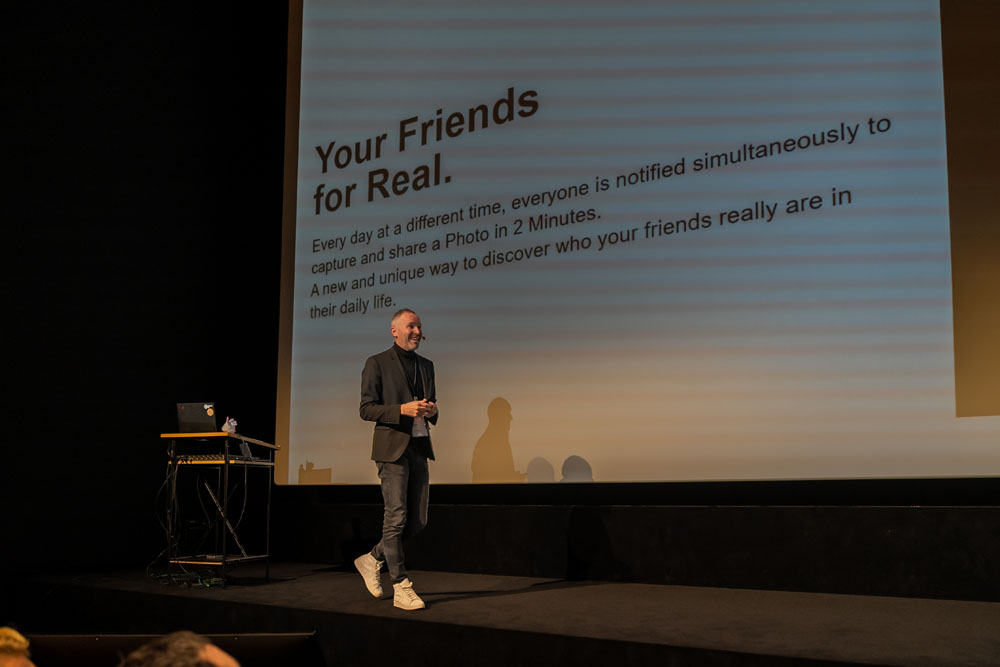 Your Friends
for Real.
Every day at a different time, everyone is notified simultaneously to
capture and share a Photo in 2 Minutes.
A new and unique way to discover who your friends really are in
their daily life.